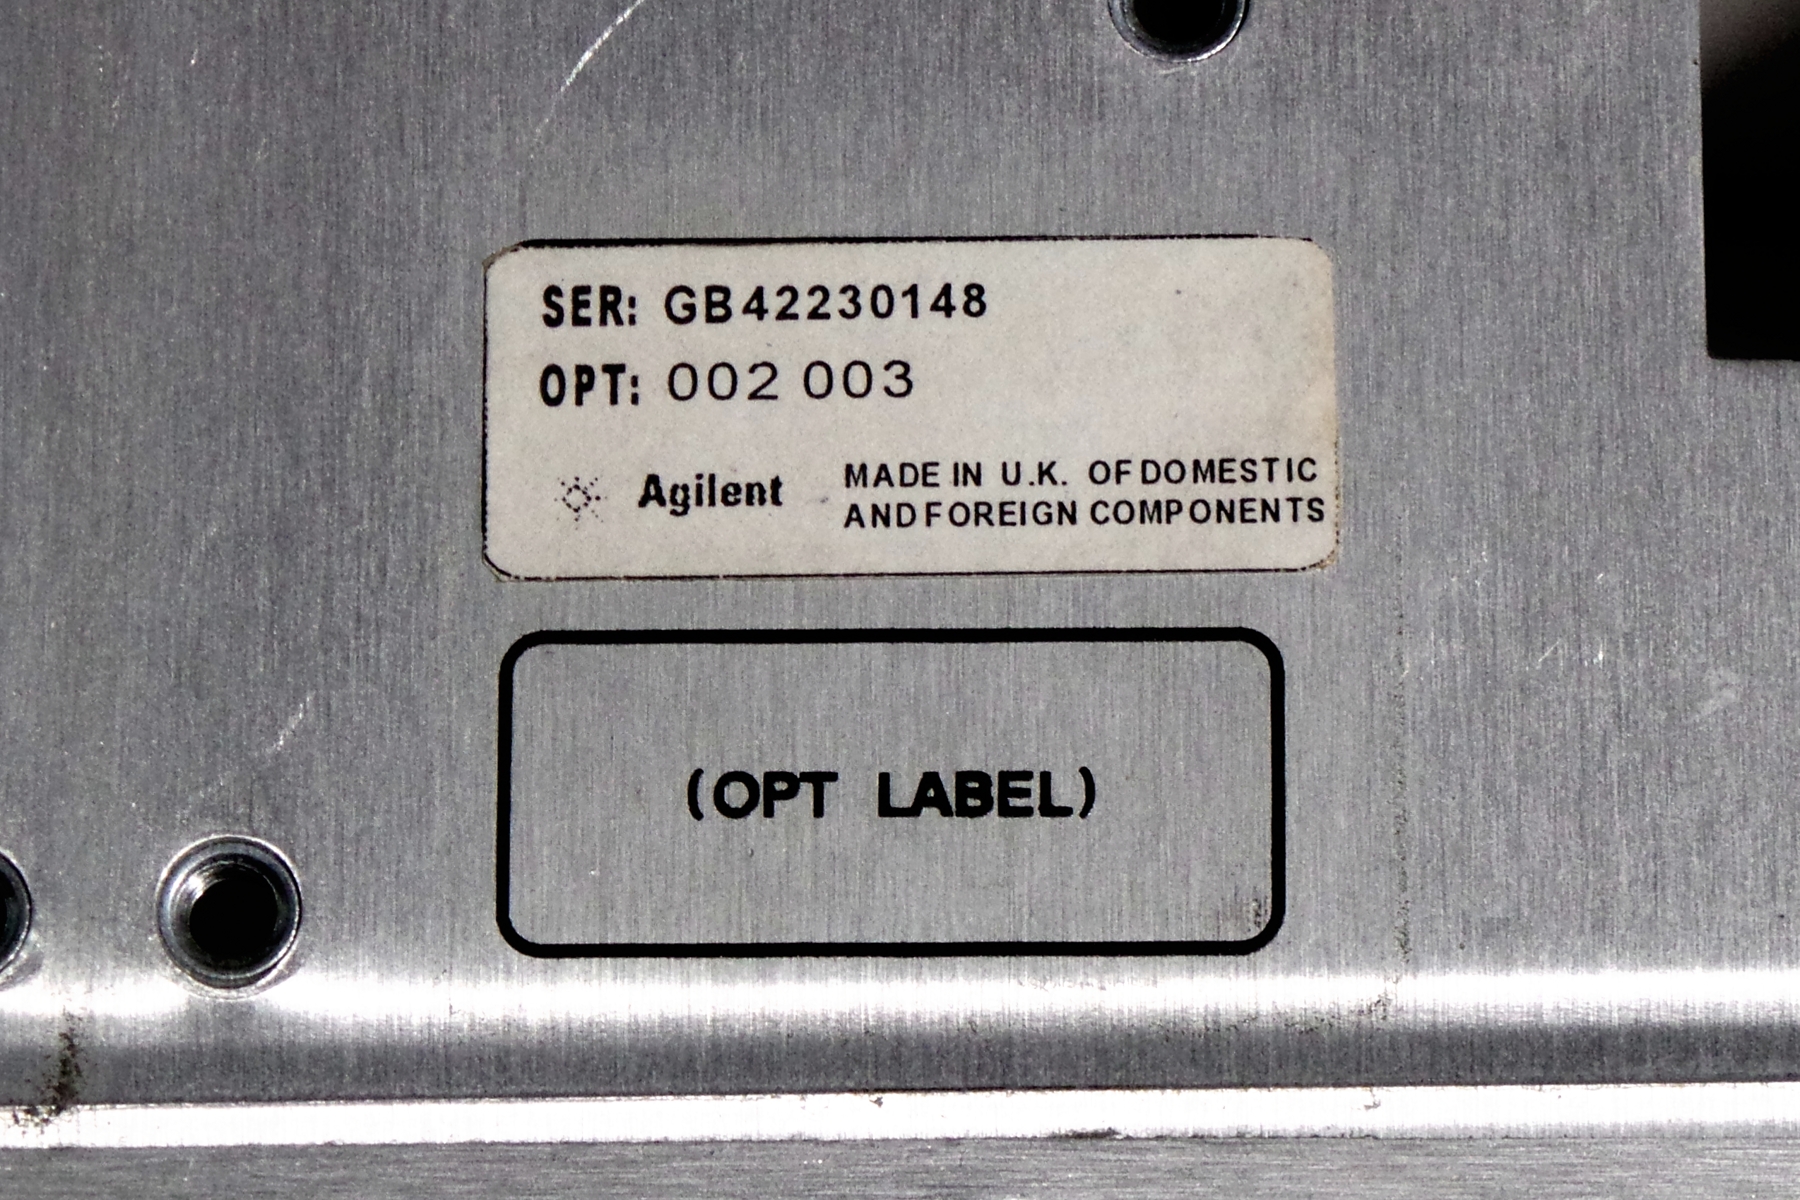 SER: GB42230148
OPT: 002 003
Agilent
MADE IN U.K. OF DOMESTIC
AND FOREIGN COMPONENTS
(OPT LABEL)